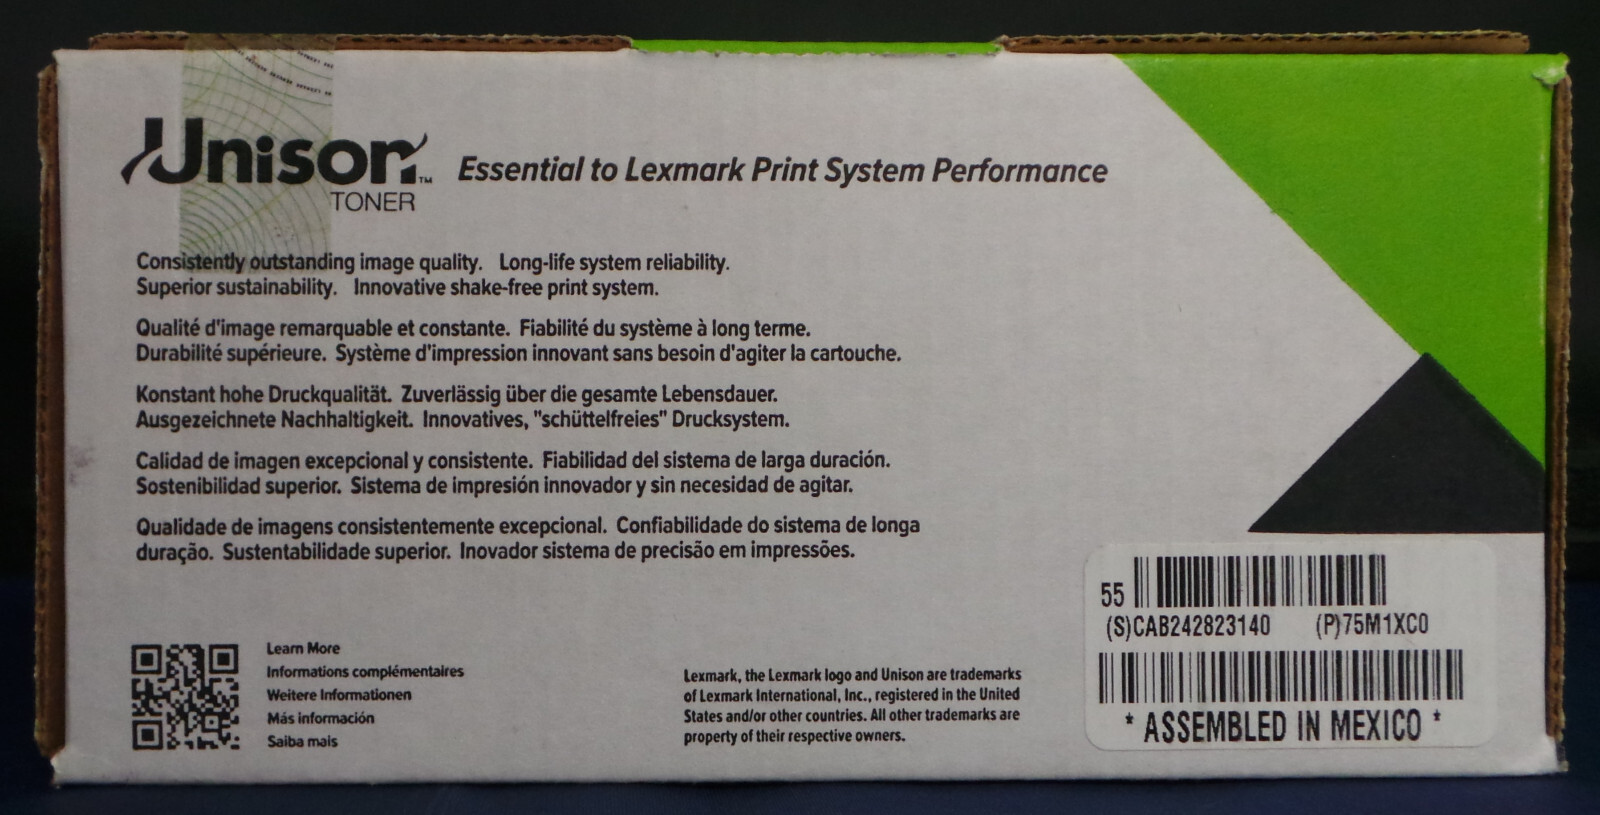 Unison™ Essential to Lexmark Print System Performance
TONER
Consistently outstanding image quality. Long-life system reliability.
Superior sustainability. Innovative shake-free print system.
Qualité d'image remarquable et constante. Fiabilité du système à long terme.
Durabilité supérieure. Système d'impression innovant sans besoin d'agiter la cartouche.
Konstant hohe Druckqualität. Zuverlässig über die gesamte Lebensdauer.
Ausgezeichnete Nachhaltigkeit. Innovatives, "schüttelfreies" Drucksystem.
Calidad de imagen excepcional y consistente. Fiabilidad del sistema de larga duración.
Sostenibilidad superior. Sistema de impresión innovador y sin necesidad de agitar.
Qualidade de imagens consistentemente excepcional. Confiabilidade do sistema de longa
duração. Sustentabilidade superior. Inovador sistema de precisão em impressões.
Learn More
Informations complémentaires
Weitere Informationen
Más información
Saiba mais
Lexmark, the Lexmark logo and Unison are trademarks
of Lexmark International, Inc., registered in the United
States and/or other countries. All other trademarks are
property of their respective owners.
55
(S)CAB242823140 (P)75M1XC0
* ASSEMBLED IN MEXICO *